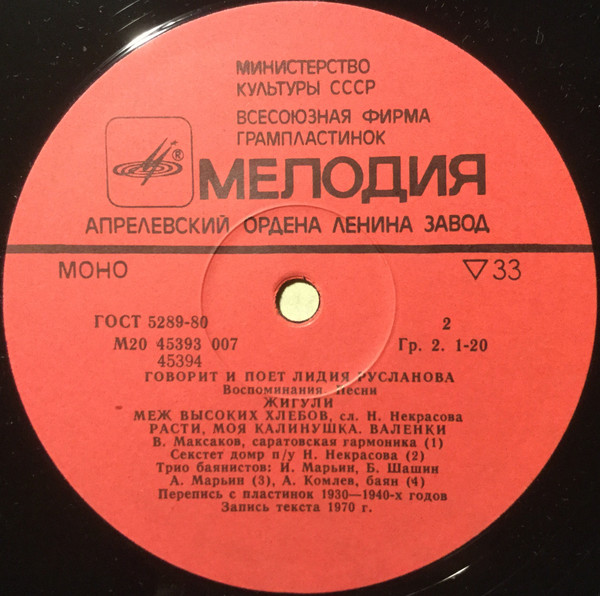 МИНИСТЕРСТВО
КУЛЬТУРЫ СССР
ВСЕСОЮЗНАЯ ФИРМА
ГРАМПЛАСТИНОК
®
МЕЛОДИЯ
АПРЕЛЕВСКИЙ ОРДЕНА ЛЕНИНА ЗАВОД
МОНО ▽33
ГОСТ 5289-80 2
М20 45393 007 Гр. 2. 1-20
45394
ГОВОРИТ И ПОЕТ ЛИДИЯ РУСЛАНОВА
Воспоминания. Песни
ЖИГУЛИ
МЕЖ ВЫСОКИХ ХЛЕБОВ, сл. Н. Некрасова
РАСТИ, МОЯ КАЛИНУШКА. ВАЛЕНКИ
В. Максаков, саратовская гармоника (1)
Секстет домр п/у Н. Некрасова (2)
Трио баянистов: И. Марьин, Б. Шашин
А. Марьин (3), А. Комлев, баян (4)
Перепись с пластинок 1930—1940-х годов
Запись текста 1970 г.